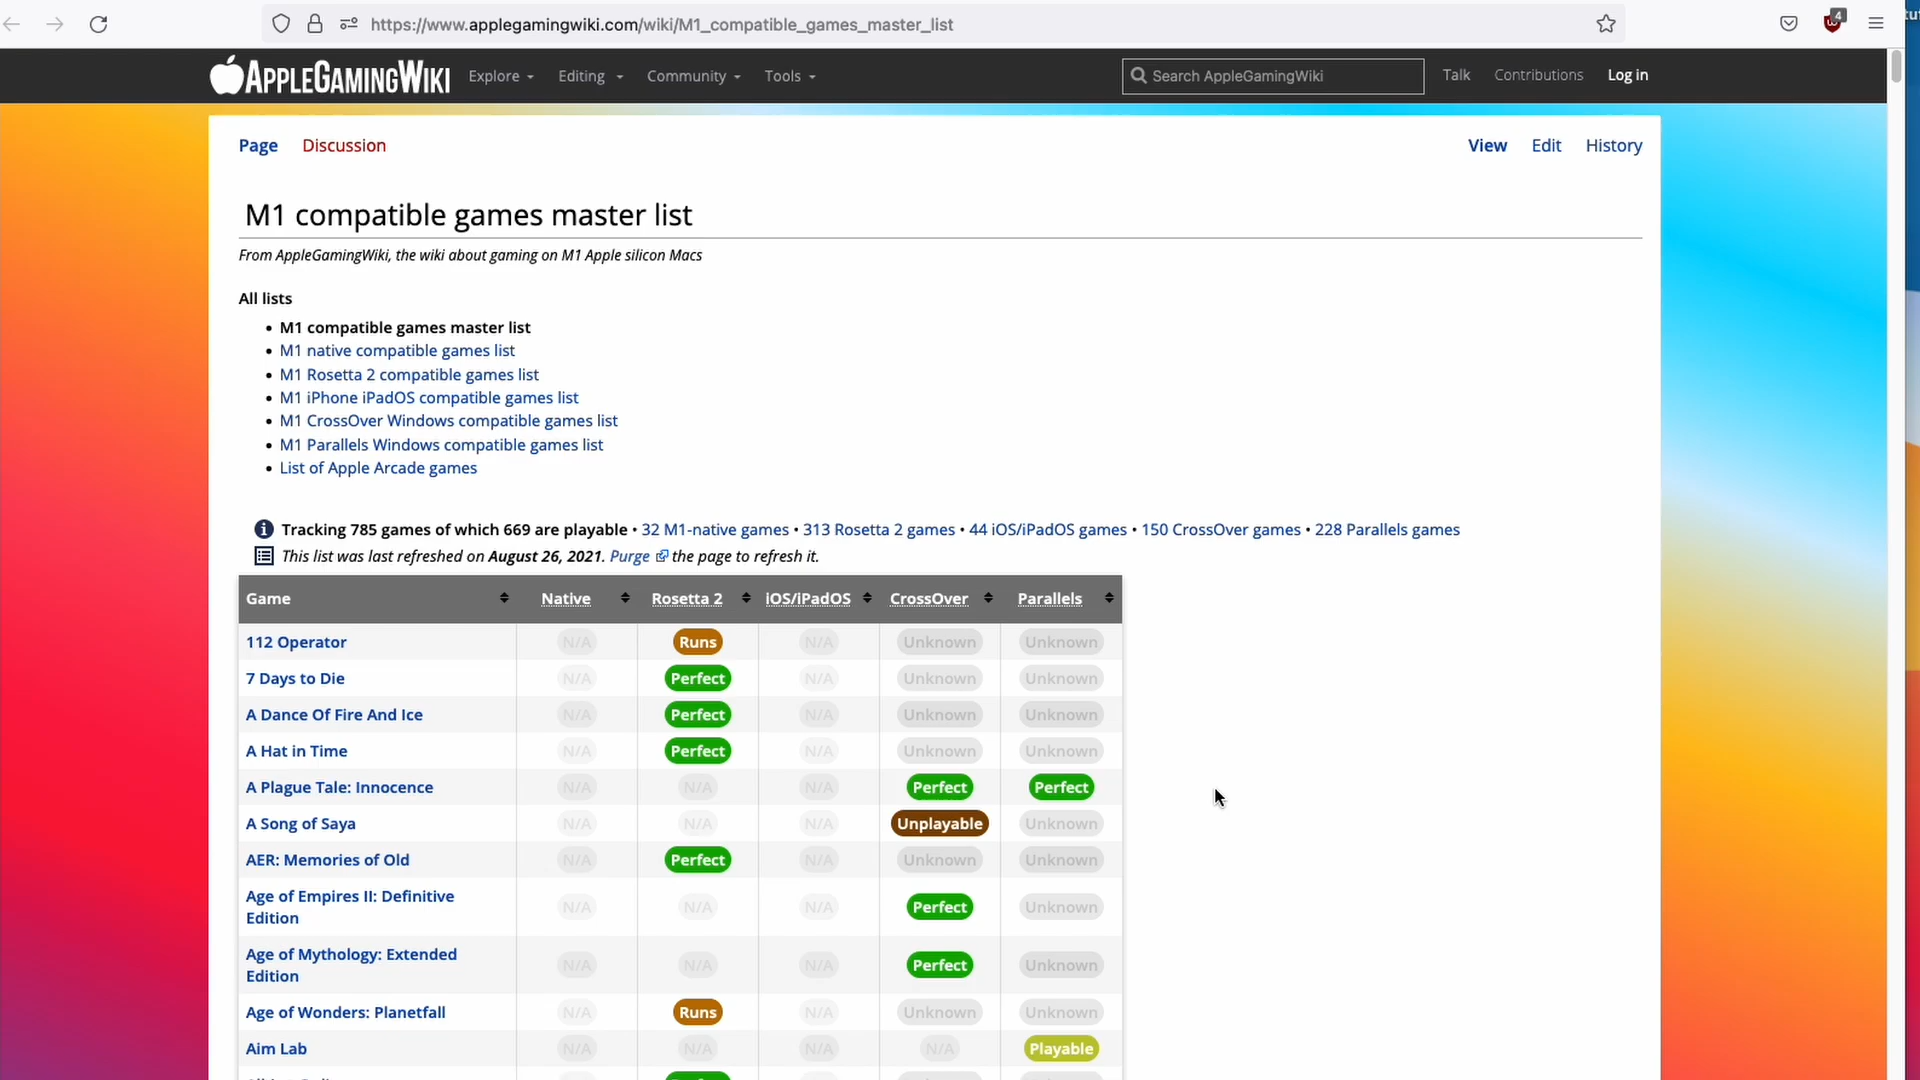 https://www.applegamingwiki.com/wiki/M1_compatible_games_master_list
4
APPLEGAMINGWIKI Explore Editing Community Tools Search AppleGamingWiki Talk Contributions Log in
Page Discussion View Edit History
M1 compatible games master list
From AppleGamingWiki, the wiki about gaming on M1 Apple silicon Macs
All lists
• M1 compatible games master list
• M1 native compatible games list
• M1 Rosetta 2 compatible games list
• M1 iPhone iPadOS compatible games list
• M1 CrossOver Windows compatible games list
• M1 Parallels Windows compatible games list
• List of Apple Arcade games
Tracking 785 games of which 669 are playable • 32 M1-native games • 313 Rosetta 2 games • 44 iOS/iPadOS games • 150 CrossOver games • 228 Parallels games
This list was last refreshed on August 26, 2021. Purge the page to refresh it.
Game Native Rosetta 2 iOS/iPadOS CrossOver Parallels
112 Operator N/A Runs N/A Unknown Unknown
7 Days to Die N/A Perfect N/A Unknown Unknown
A Dance Of Fire And Ice N/A Perfect N/A Unknown Unknown
A Hat in Time N/A Perfect N/A Unknown Unknown
A Plague Tale: Innocence N/A N/A N/A Perfect Perfect
A Song of Saya N/A N/A N/A Unplayable Unknown
AER: Memories of Old N/A Perfect N/A Unknown Unknown
Age of Empires II: Definitive
Edition N/A N/A N/A Perfect Unknown
Age of Mythology: Extended
Edition N/A N/A N/A Perfect Unknown
Age of Wonders: Planetfall N/A Runs N/A Unknown Unknown
Aim Lab N/A N/A N/A N/A Playable